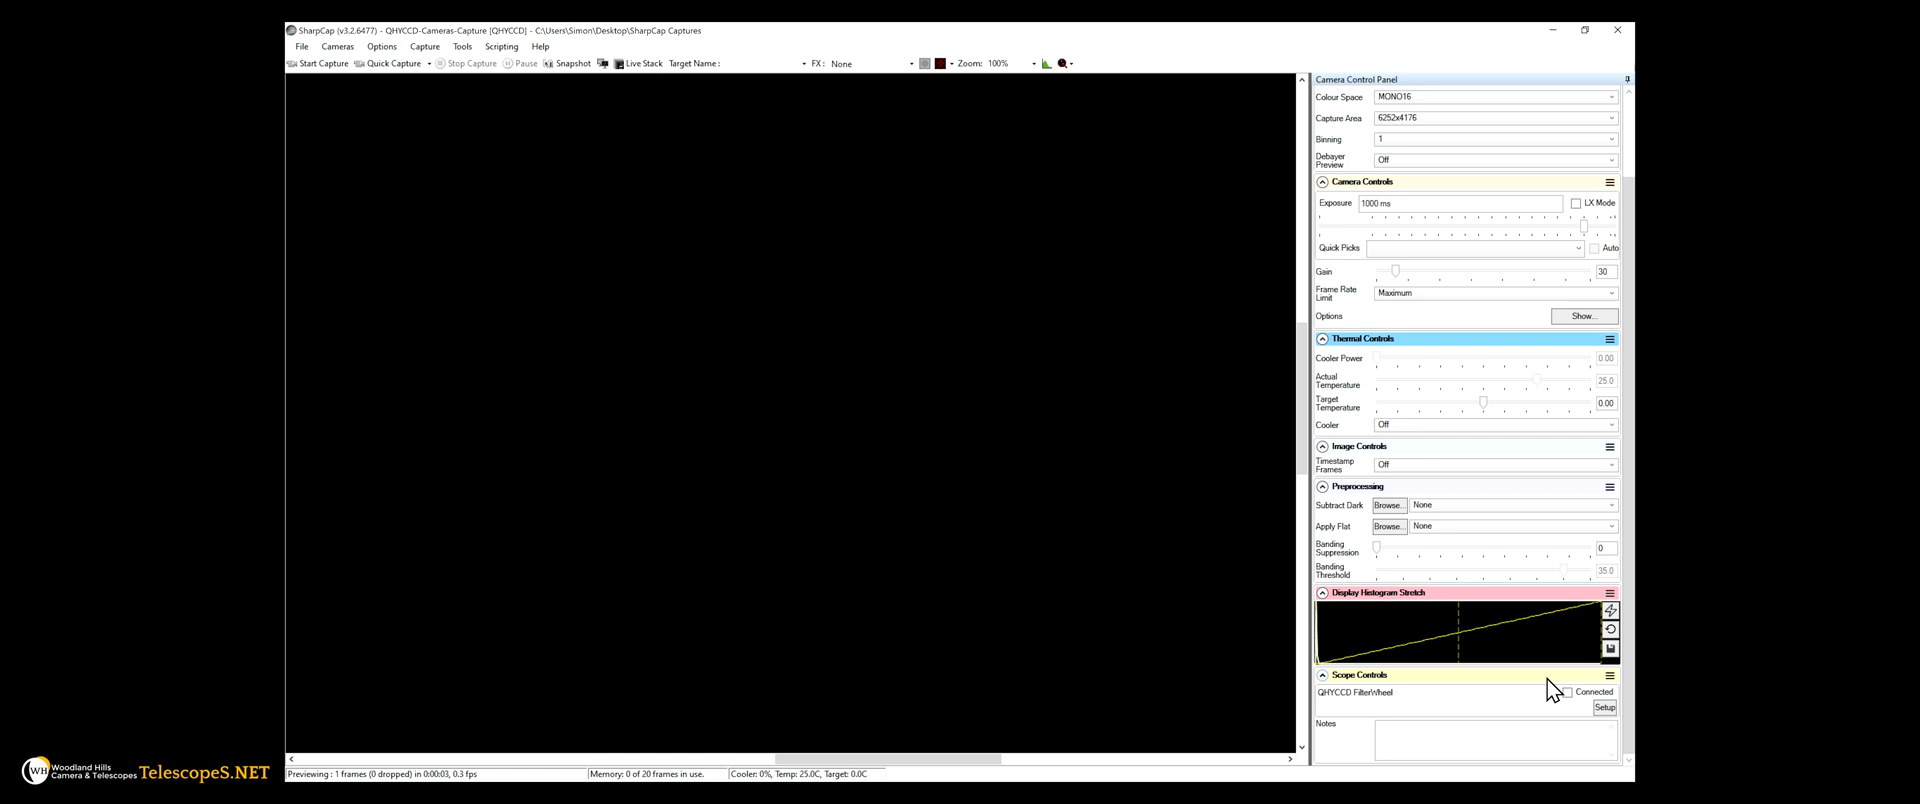 SharpCap (v3.2.6477) - QHYCCD-Cameras-Capture [QHYCCD] - C:\Users\Simon\Desktop\SharpCap Captures
File Cameras Options Capture Tools Scripting Help
Start Capture Quick Capture Stop Capture Pause Snapshot Live Stack Target Name : FX : None Zoom: 100%
Camera Control Panel
Colour Space MONO16
Capture Area 6252x4176
Binning 1
Debayer Preview Off
Camera Controls
Exposure 1000 ms LX Mode
Quick Picks Auto
Gain 30
Frame Rate Limit Maximum
Options Show...
Thermal Controls
Cooler Power 0.00
Actual Temperature 25.0
Target Temperature 0.00
Cooler Off
Image Controls
Timestamp Frames Off
Preprocessing
Subtract Dark Browse... None
Apply Flat Browse... None
Banding Suppression 0
Banding Threshold 35.0
Display Histogram Stretch
Scope Controls
QHYCCD FilterWheel Connected
Setup
Notes
Previewing : 1 frames (0 dropped) in 0:00:03, 0.3 fps Memory: 0 of 20 frames in use. Cooler: 0%, Temp: 25.0C, Target: 0.0C
WH Woodland Hills
Camera & Telescopes TelescopeS.NET